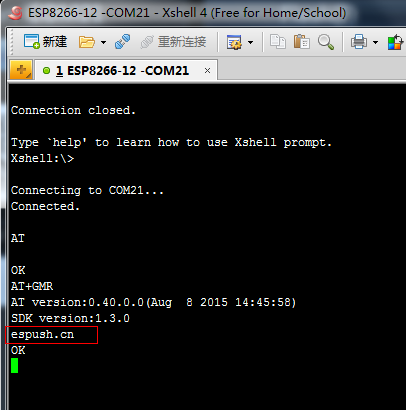 ESP8266-12 -COM21 - Xshell 4 (Free for Home/School)
新建 重新连接
1 ESP8266-12 -COM21 ×
Connection closed.
Type `help' to learn how to use Xshell prompt.
Xshell:\>
Connecting to COM21...
Connected.
AT
OK
AT+GMR
AT version:0.40.0.0(Aug  8 2015 14:45:58)
SDK version:1.3.0
espush.cn
OK